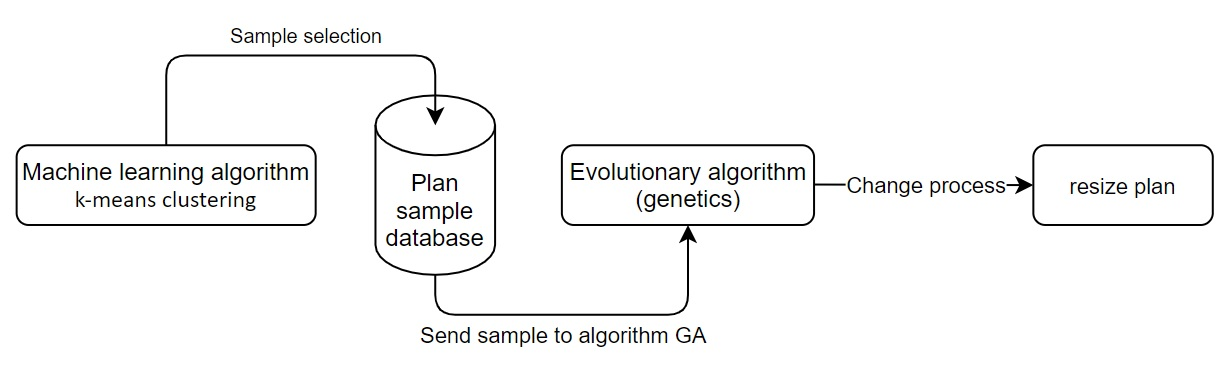 Sample selection
Machine learning algorithm
k-means clustering
Plan
sample
database
Send sample to algorithm GA
Evolutionary algorithm
(genetics)
Change process
resize plan